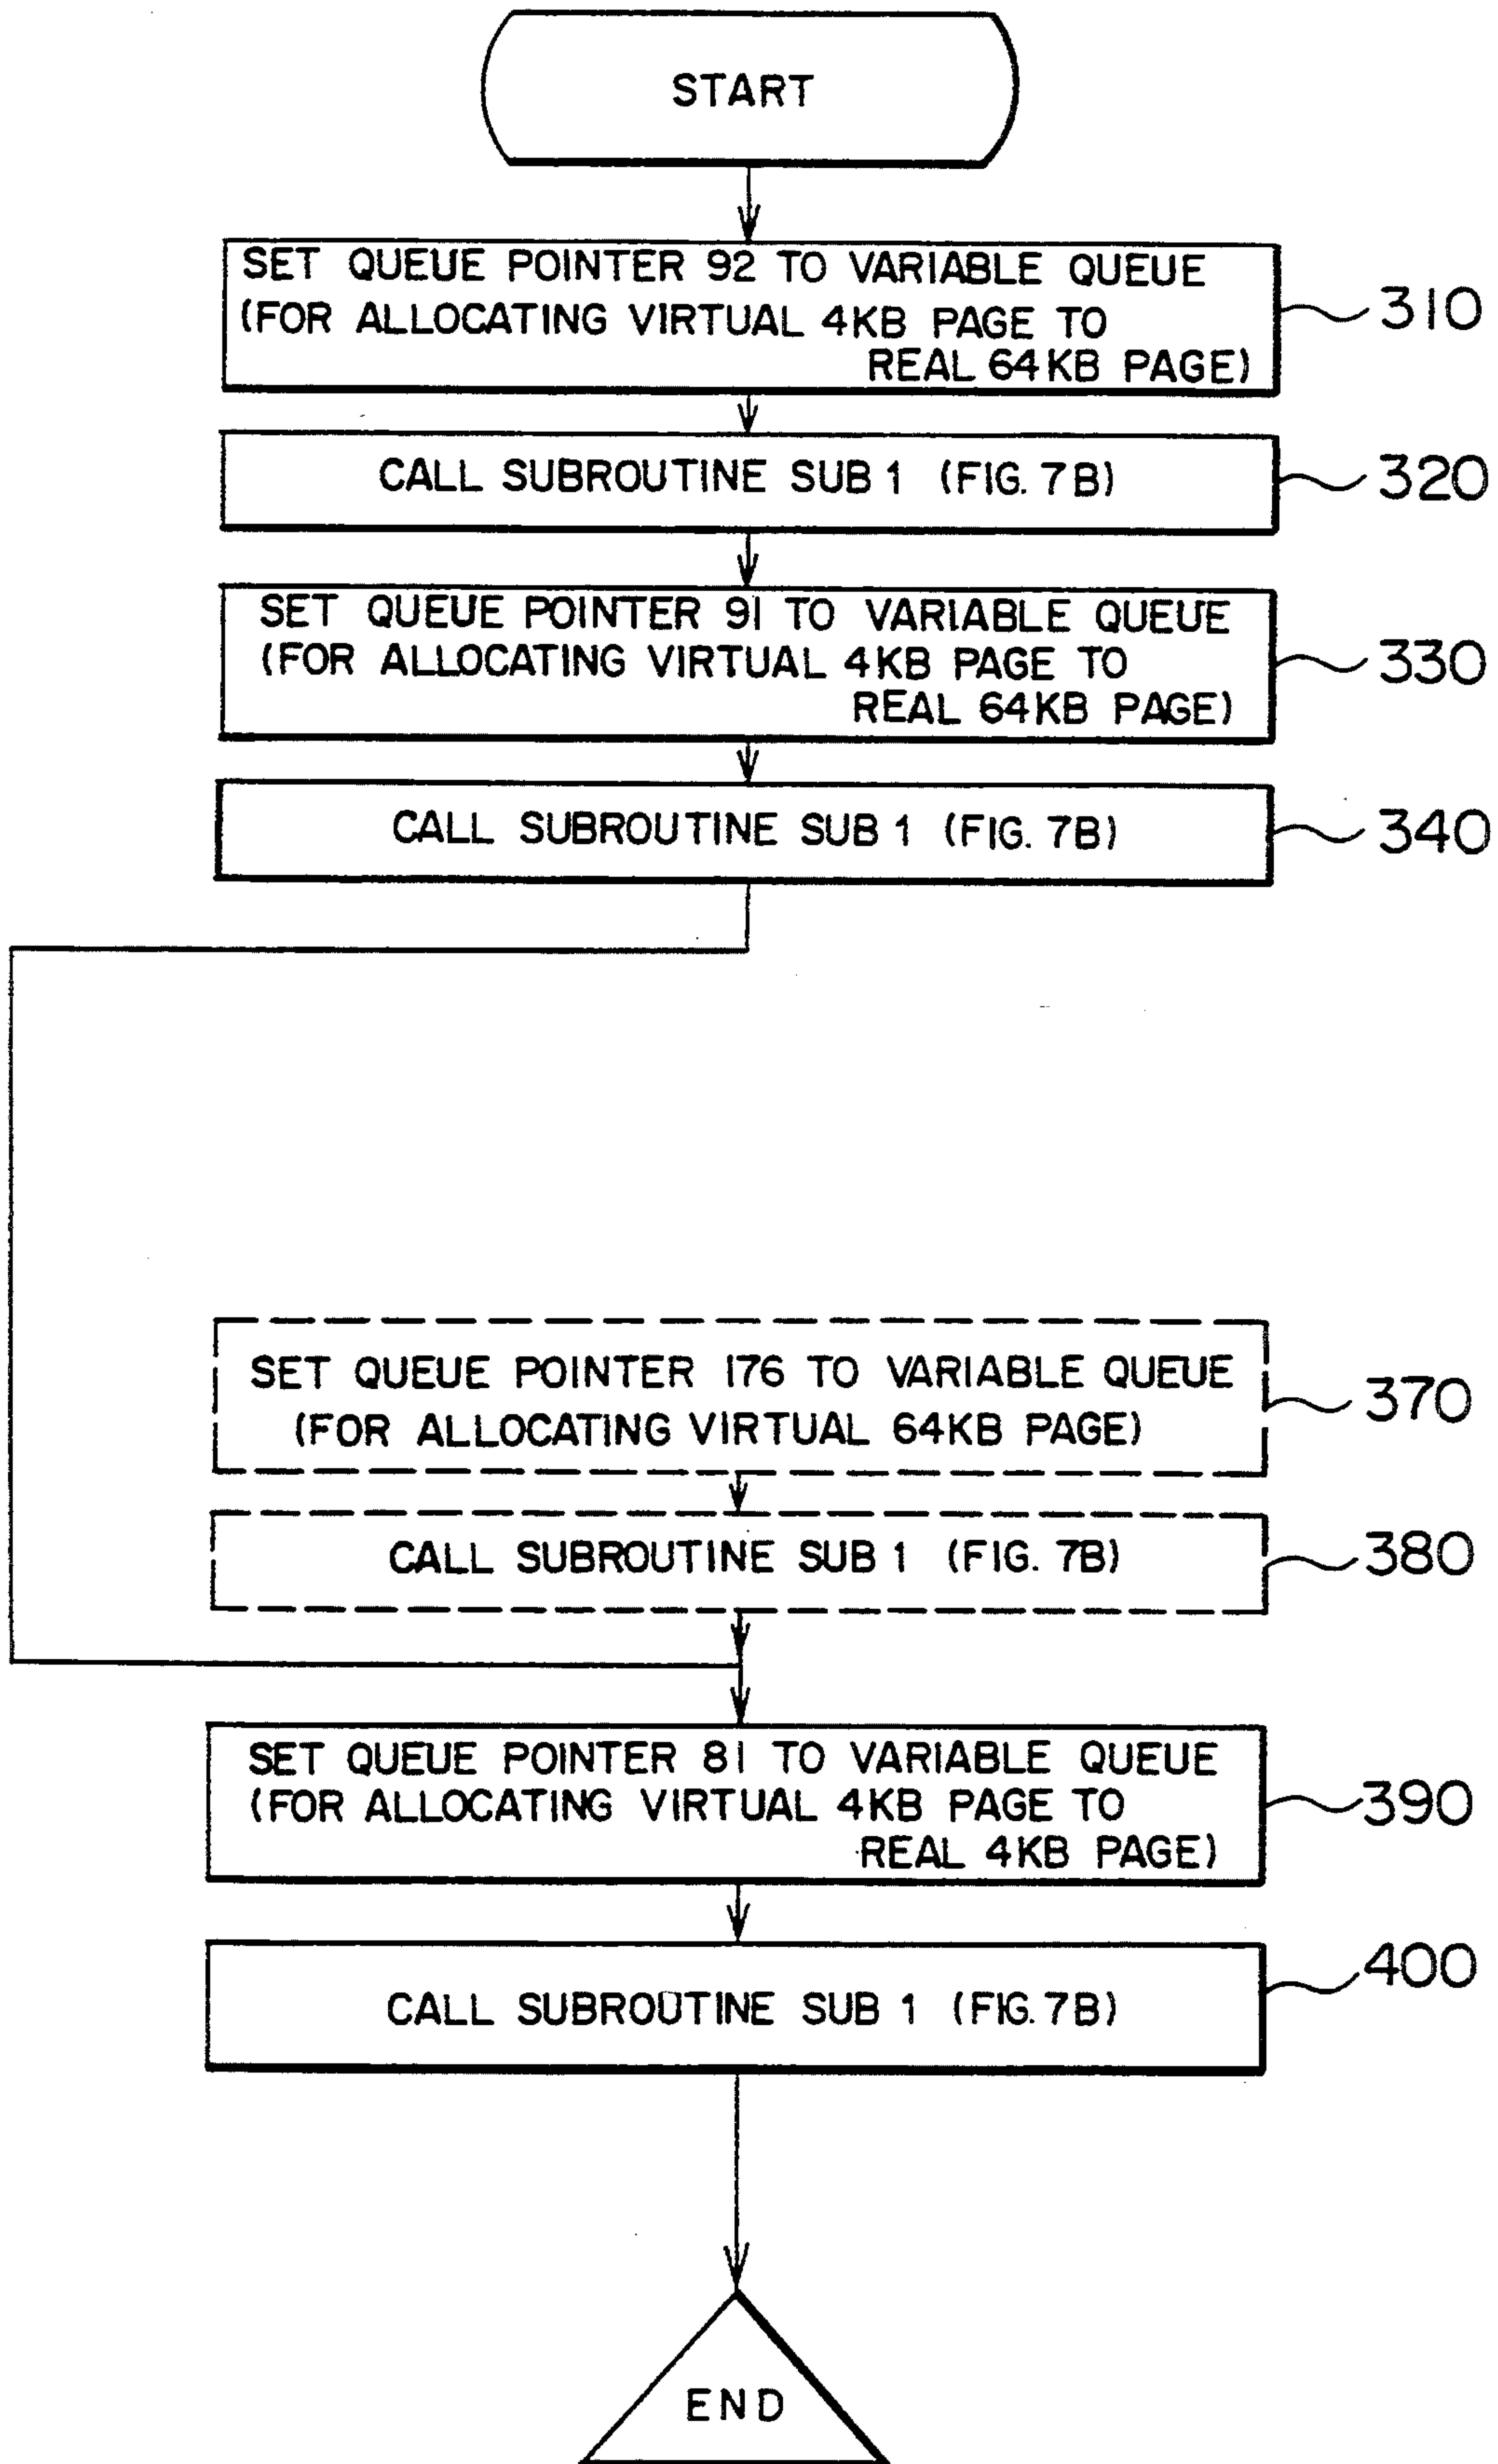 START
SET QUEUE POINTER 92 TO VARIABLE QUEUE
(FOR ALLOCATING VIRTUAL 4KB PAGE TO
REAL 64KB PAGE)
310
CALL SUBROUTINE SUB 1 (FIG. 7B)
320
SET QUEUE POINTER 91 TO VARIABLE QUEUE
(FOR ALLOCATING VIRTUAL 4KB PAGE TO
REAL 64KB PAGE)
330
CALL SUBROUTINE SUB 1 (FIG. 7B)
340
SET QUEUE POINTER 176 TO VARIABLE QUEUE
(FOR ALLOCATING VIRTUAL 64KB PAGE)
370
CALL SUBROUTINE SUB 1 (FIG. 7B)
380
SET QUEUE POINTER 81 TO VARIABLE QUEUE
(FOR ALLOCATING VIRTUAL 4KB PAGE TO
REAL 4KB PAGE)
390
CALL SUBROUTINE SUB 1 (FIG. 7B)
400
END